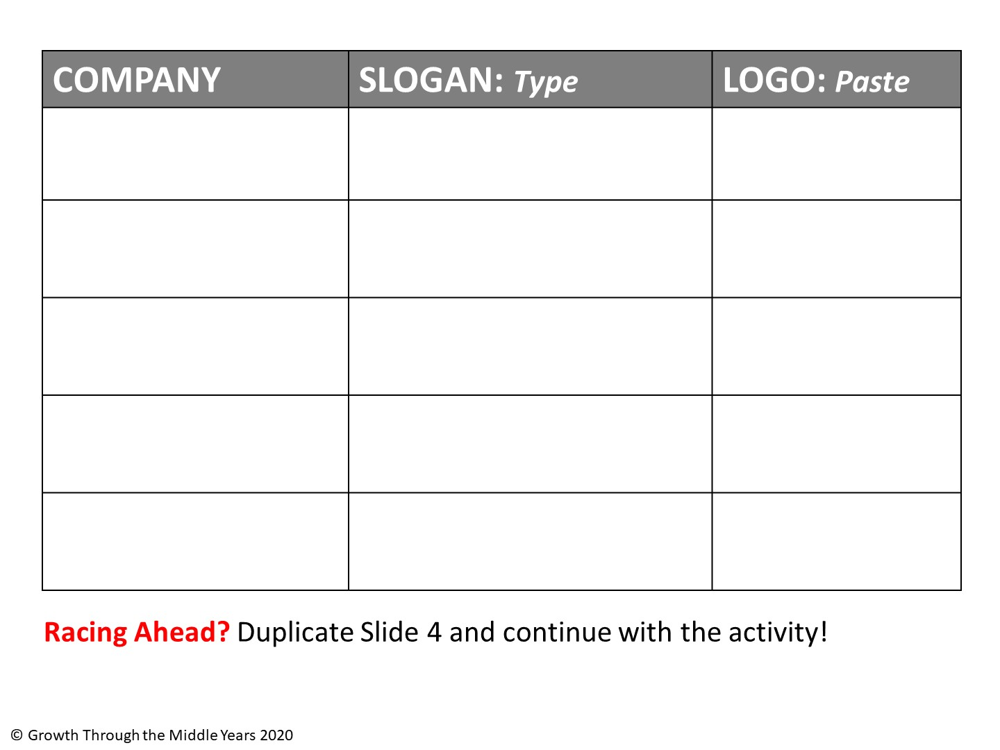 COMPANY SLOGAN: Type LOGO: Paste
Racing Ahead? Duplicate Slide 4 and continue with the activity!
© Growth Through the Middle Years 2020